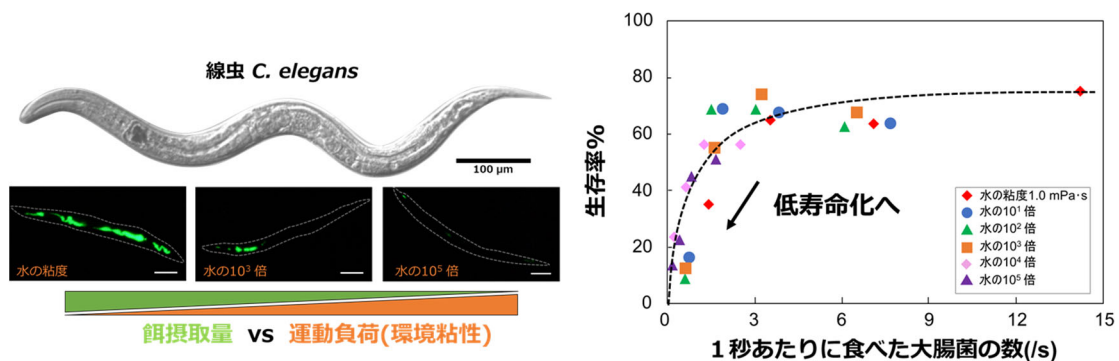 線虫 C. elegans
100 µm
水の粘度
水の10³ 倍
水の10⁵ 倍
餌摂取量 vs 運動負荷(環境粘性)
生存率%
100
80
60
40
20
0
低寿命化へ
水の粘度1.0 mPa·s
水の10¹ 倍
水の10² 倍
水の10³ 倍
水の10⁴ 倍
水の10⁵ 倍
0 3 6 9 12 15
1秒あたりに食べた大腸菌の数(/s)